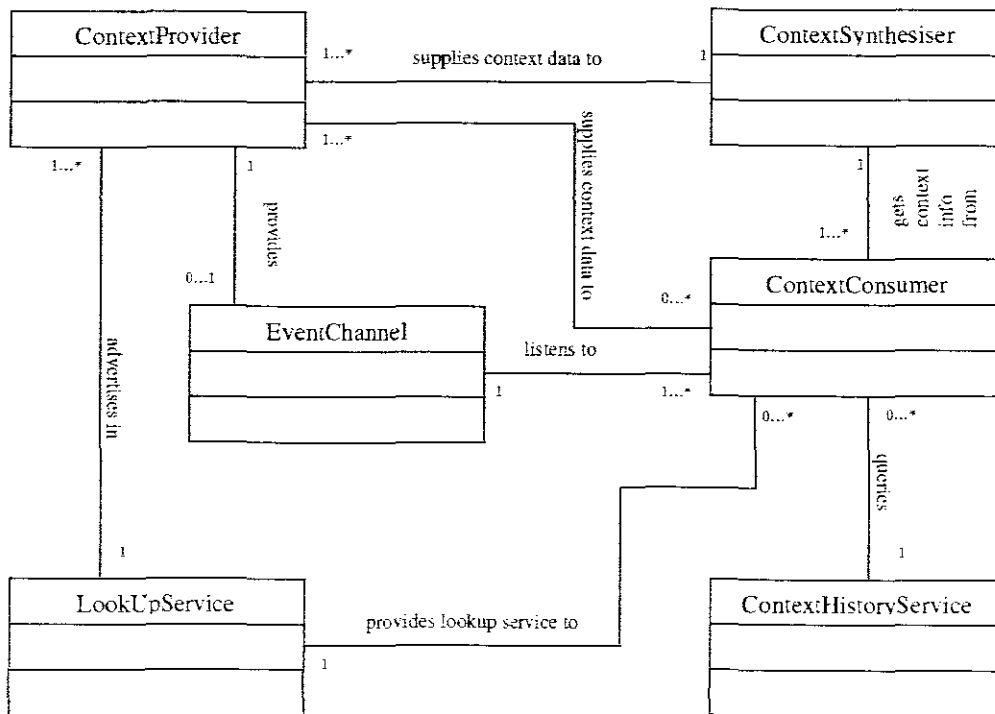 ContextProvider
ContextSynthesiser
1...*
supplies context data to
1
1...*
supplies context data to
1...*
1
provides
1
gets
context
info
from
0...1
1...*
ContextConsumer
0...*
EventChannel
listens to
1
1...*
advertises in
0...*
0...*
queries
1
1
LookUpService
ContextHistoryService
provides lookup service to
1